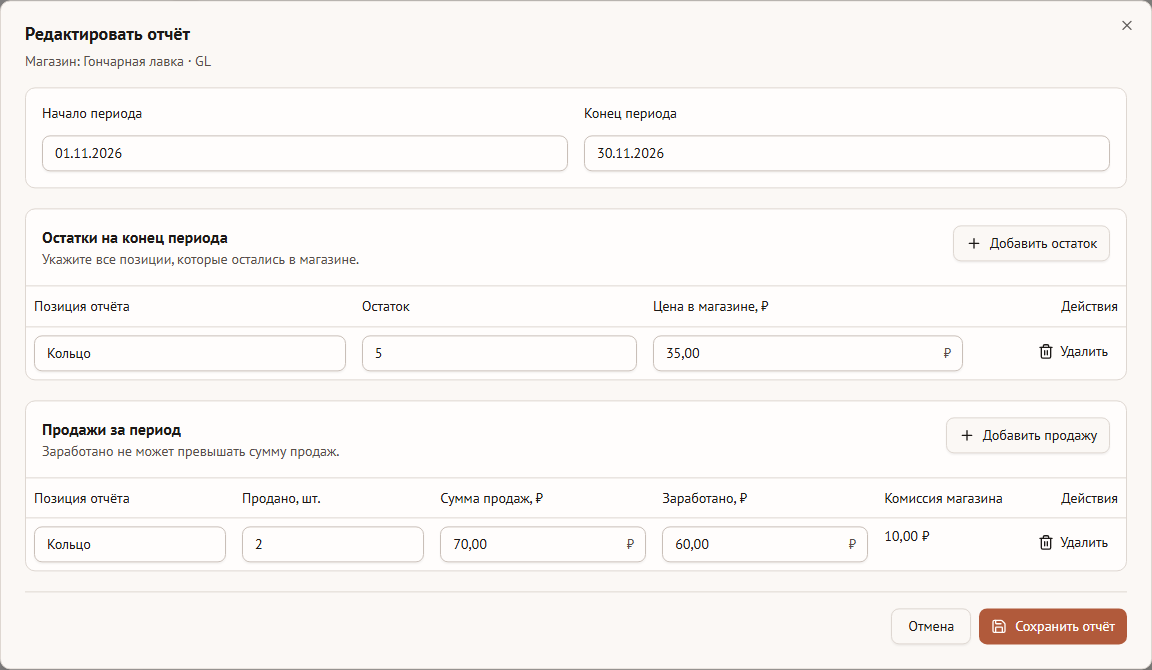 Редактировать отчёт
Магазин: Гончарная лавка · GL
Начало периода
Конец периода
01.11.2026
30.11.2026
Остатки на конец периода
Укажите все позиции, которые остались в магазине.
Добавить остаток
Позиция отчёта
Остаток
Цена в магазине, ₽
Действия
Кольцо
5
35,00 ₽
Удалить
Продажи за период
Заработано не может превышать сумму продаж.
Добавить продажу
Позиция отчёта
Продано, шт.
Сумма продаж, ₽
Заработано, ₽
Комиссия магазина
Действия
Кольцо
2
70,00 ₽
60,00 ₽
10,00 ₽
Удалить
Отмена
Сохранить отчёт